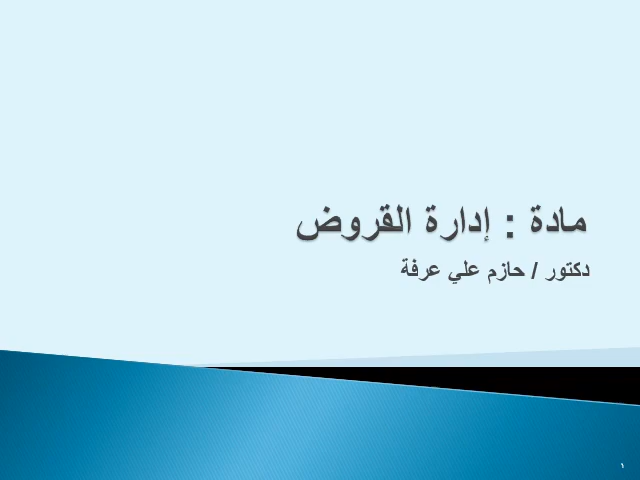 مادة : إدارة القروض
دكتور / حازم علي عرفة
١